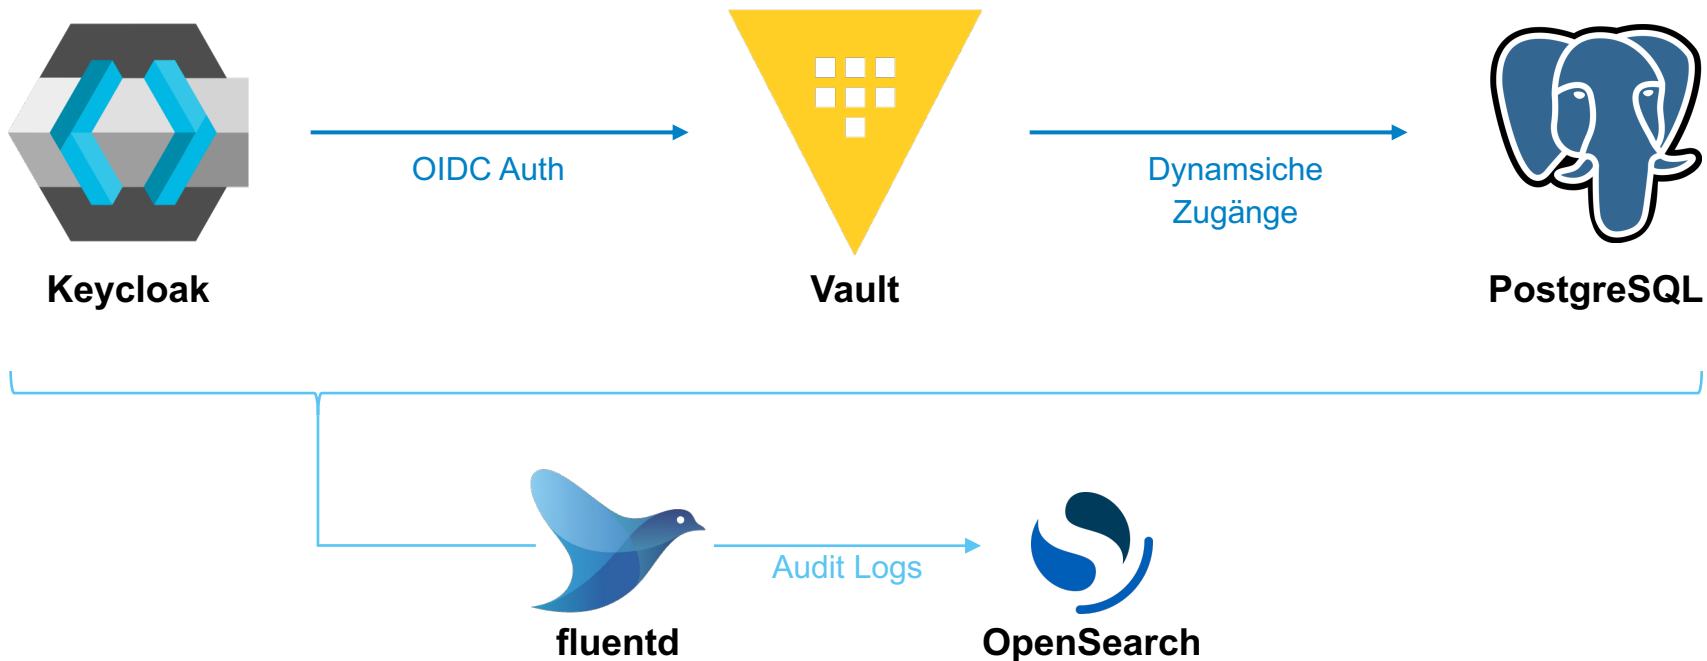 OIDC Auth
Dynamsiche
Zugänge
Keycloak
Vault
PostgreSQL
Audit Logs
fluentd
OpenSearch